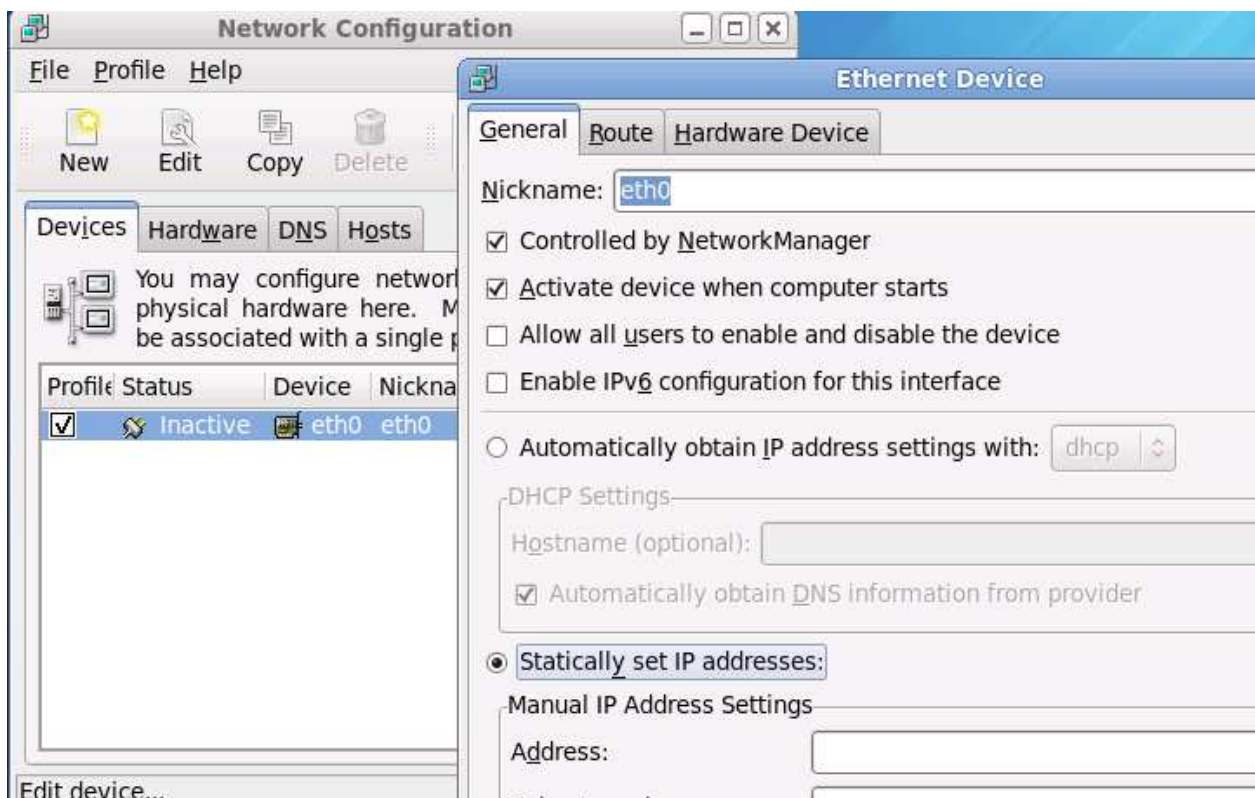 Network Configuration
File Profile Help
New Edit Copy Delete
Devices Hardware DNS Hosts
You may configure network
physical hardware here. M
be associated with a single p
Profile Status Device Nickna
Inactive eth0 eth0
Edit device...
Ethernet Device
General Route Hardware Device
Nickname: eth0
Controlled by NetworkManager
Activate device when computer starts
Allow all users to enable and disable the device
Enable IPv6 configuration for this interface
Automatically obtain IP address settings with: dhcp
DHCP Settings
Hostname (optional):
Automatically obtain DNS information from provider
Statically set IP addresses:
Manual IP Address Settings
Address: